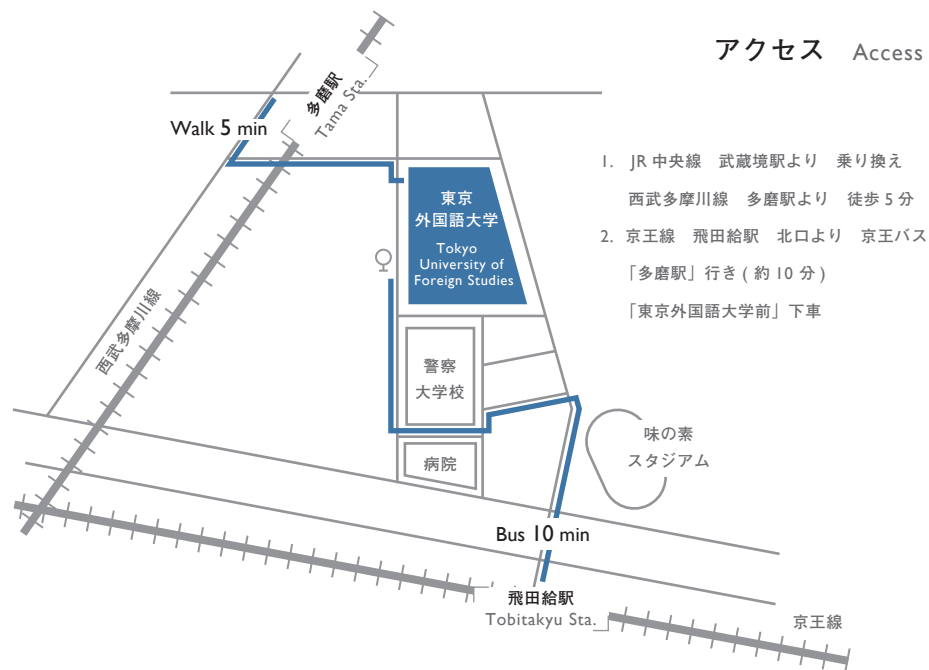 アクセス Access
多磨駅
Tama Sta.
Walk 5 min
東京
外国語大学
Tokyo
University of
Foreign Studies
西武多摩川線
警察
大学校
病院
味の素
スタジアム
Bus 10 min
飛田給駅
Tobitakyu Sta.
京王線
1. JR 中央線 武蔵境駅より 乗り換え
西武多摩川線 多磨駅より 徒歩 5 分
2. 京王線 飛田給駅 北口より 京王バス
「多磨駅」行き ( 約 10 分 )
「東京外国語大学前」下車